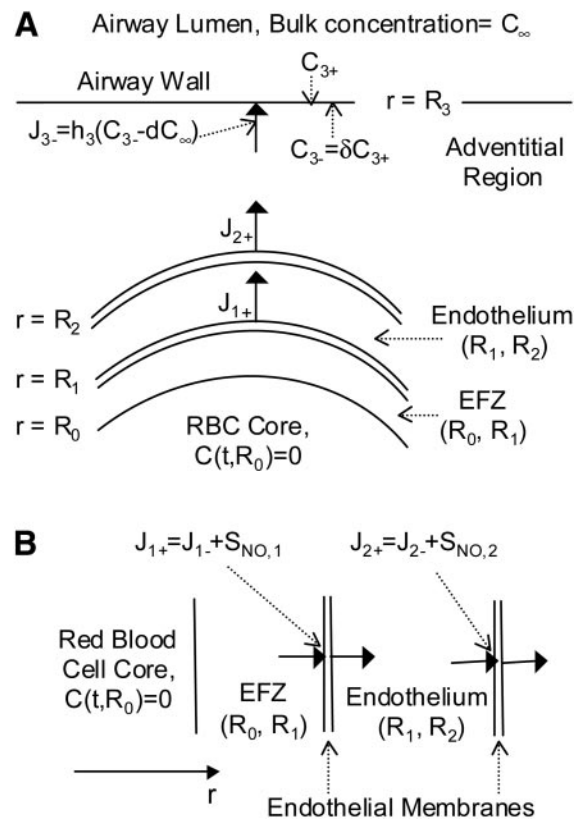 A
Airway Lumen, Bulk concentration= C∞
Airway Wall
C3+
r = R3
J3-=h3(C3--dC∞)
C3-=δC3+
Adventitial
Region
J2+
J1+
r = R2
Endothelium
(R1, R2)
r = R1
EFZ
(R0, R1)
r = R0
RBC Core,
C(t,R0)=0
B
J1+=J1-+SNO,1
J2+=J2-+SNO,2
Red Blood
Cell Core,
C(t,R0)=0
EFZ
(R0, R1)
Endothelium
(R1, R2)
r
Endothelial Membranes